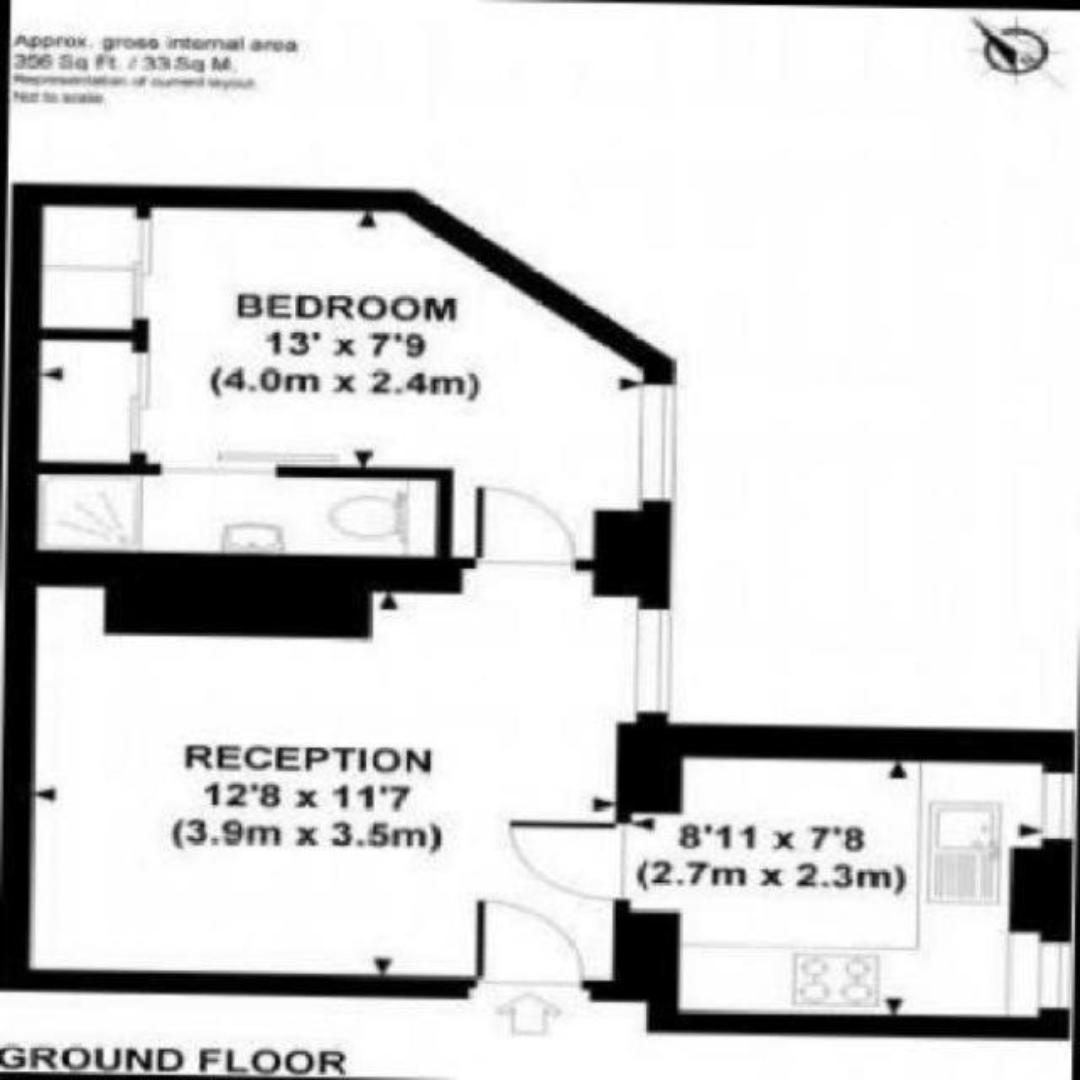 Approx. gross internal area
356 Sq Ft. / 33 Sq M.
Representation of current layout.
Not to scale.
BEDROOM
13' x 7'9
(4.0m x 2.4m)
RECEPTION
12'8 x 11'7
(3.9m x 3.5m)
8'11 x 7'8
(2.7m x 2.3m)
GROUND FLOOR